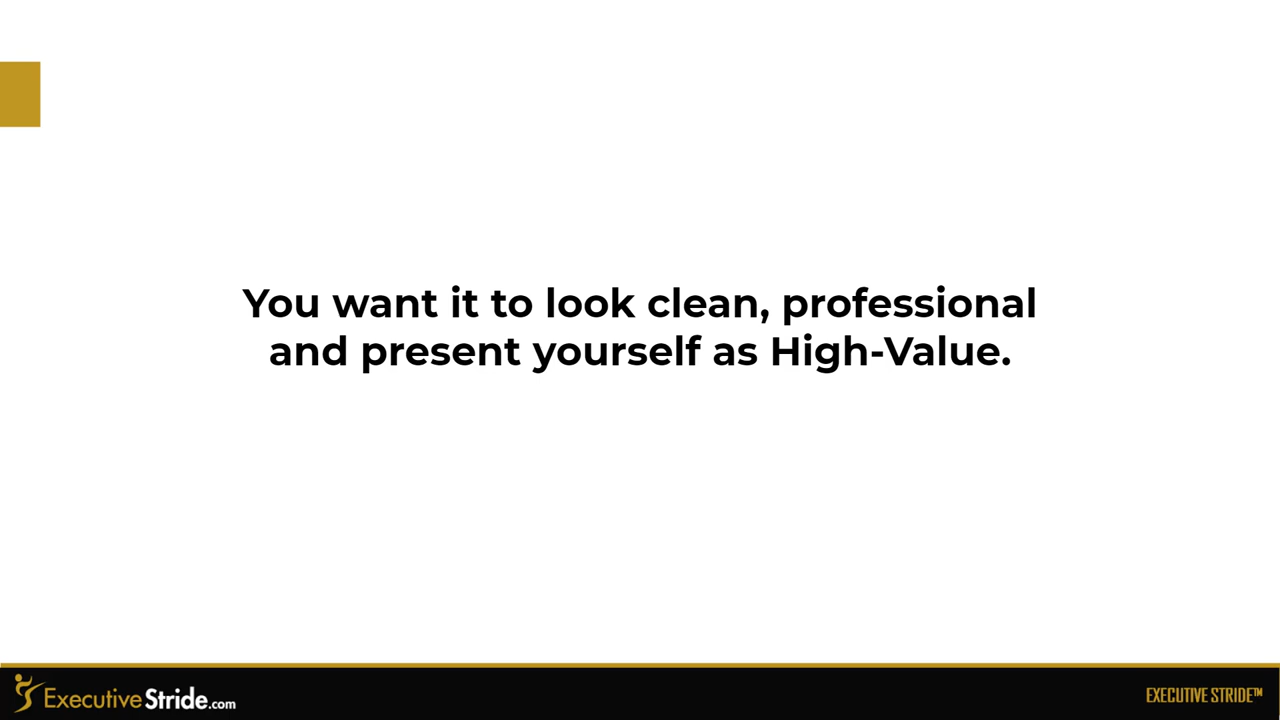 You want it to look clean, professional
and present yourself as High-Value.
ExecutiveStride.com
EXECUTIVE STRIDE™